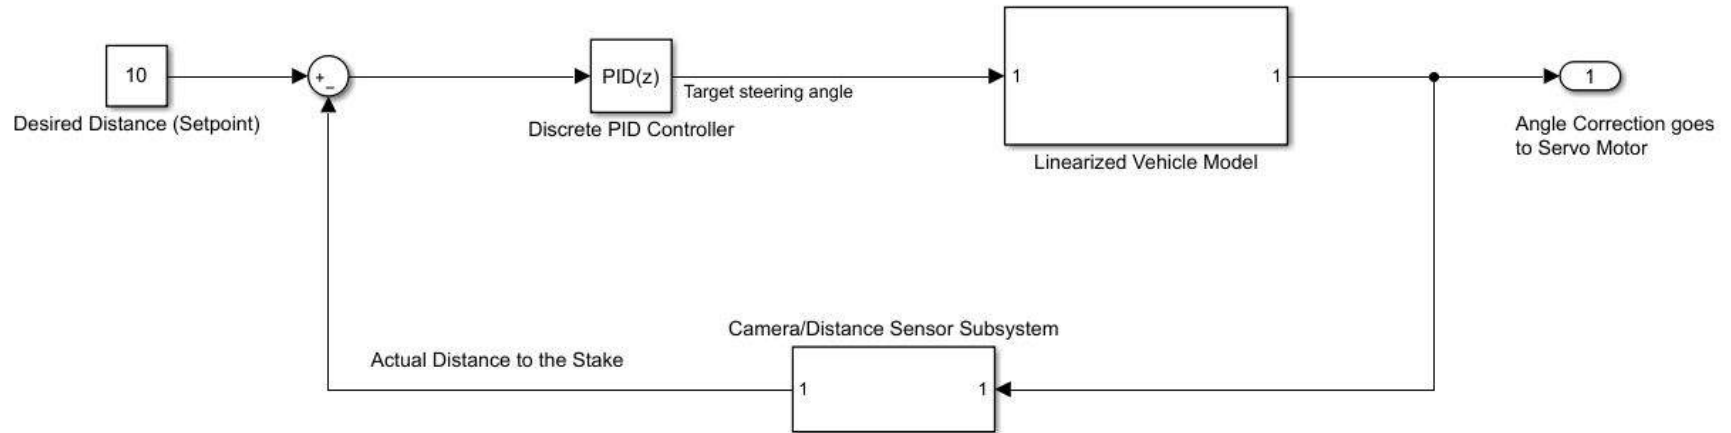 10
Desired Distance (Setpoint)
+
−
PID(z)
Discrete PID Controller
Target steering angle
1
1
Linearized Vehicle Model
1
Angle Correction goes
to Servo Motor
Camera/Distance Sensor Subsystem
Actual Distance to the Stake
1
1